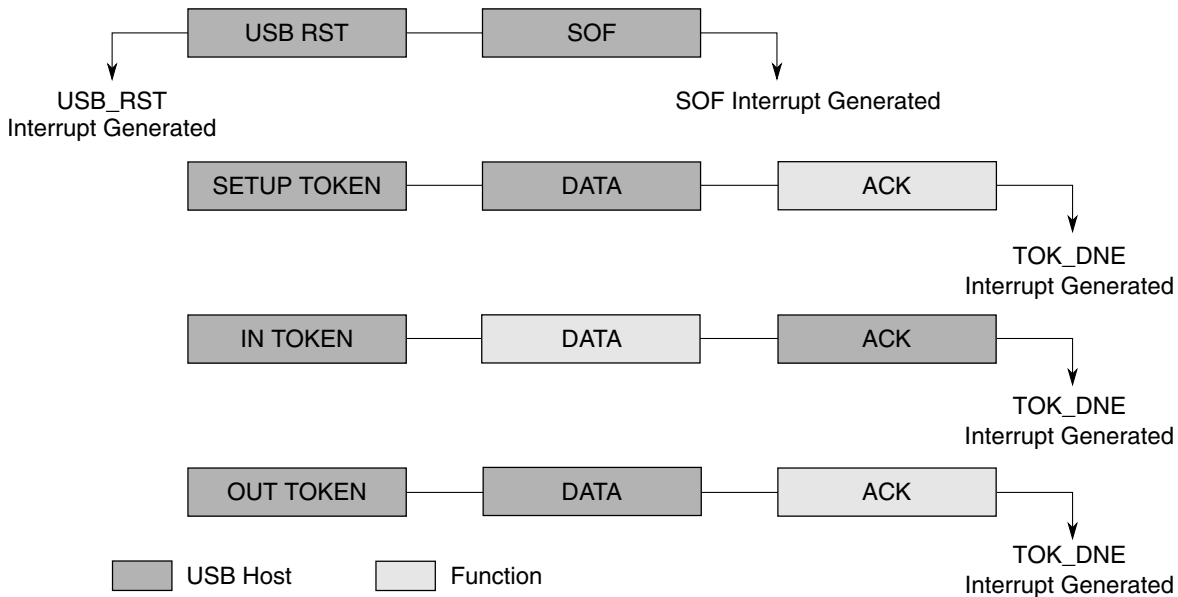 USB RST
SOF
USB_RST
Interrupt Generated
SOF Interrupt Generated
SETUP TOKEN
DATA
ACK
TOK_DNE
Interrupt Generated
IN TOKEN
DATA
ACK
TOK_DNE
Interrupt Generated
OUT TOKEN
DATA
ACK
TOK_DNE
Interrupt Generated
USB Host
Function